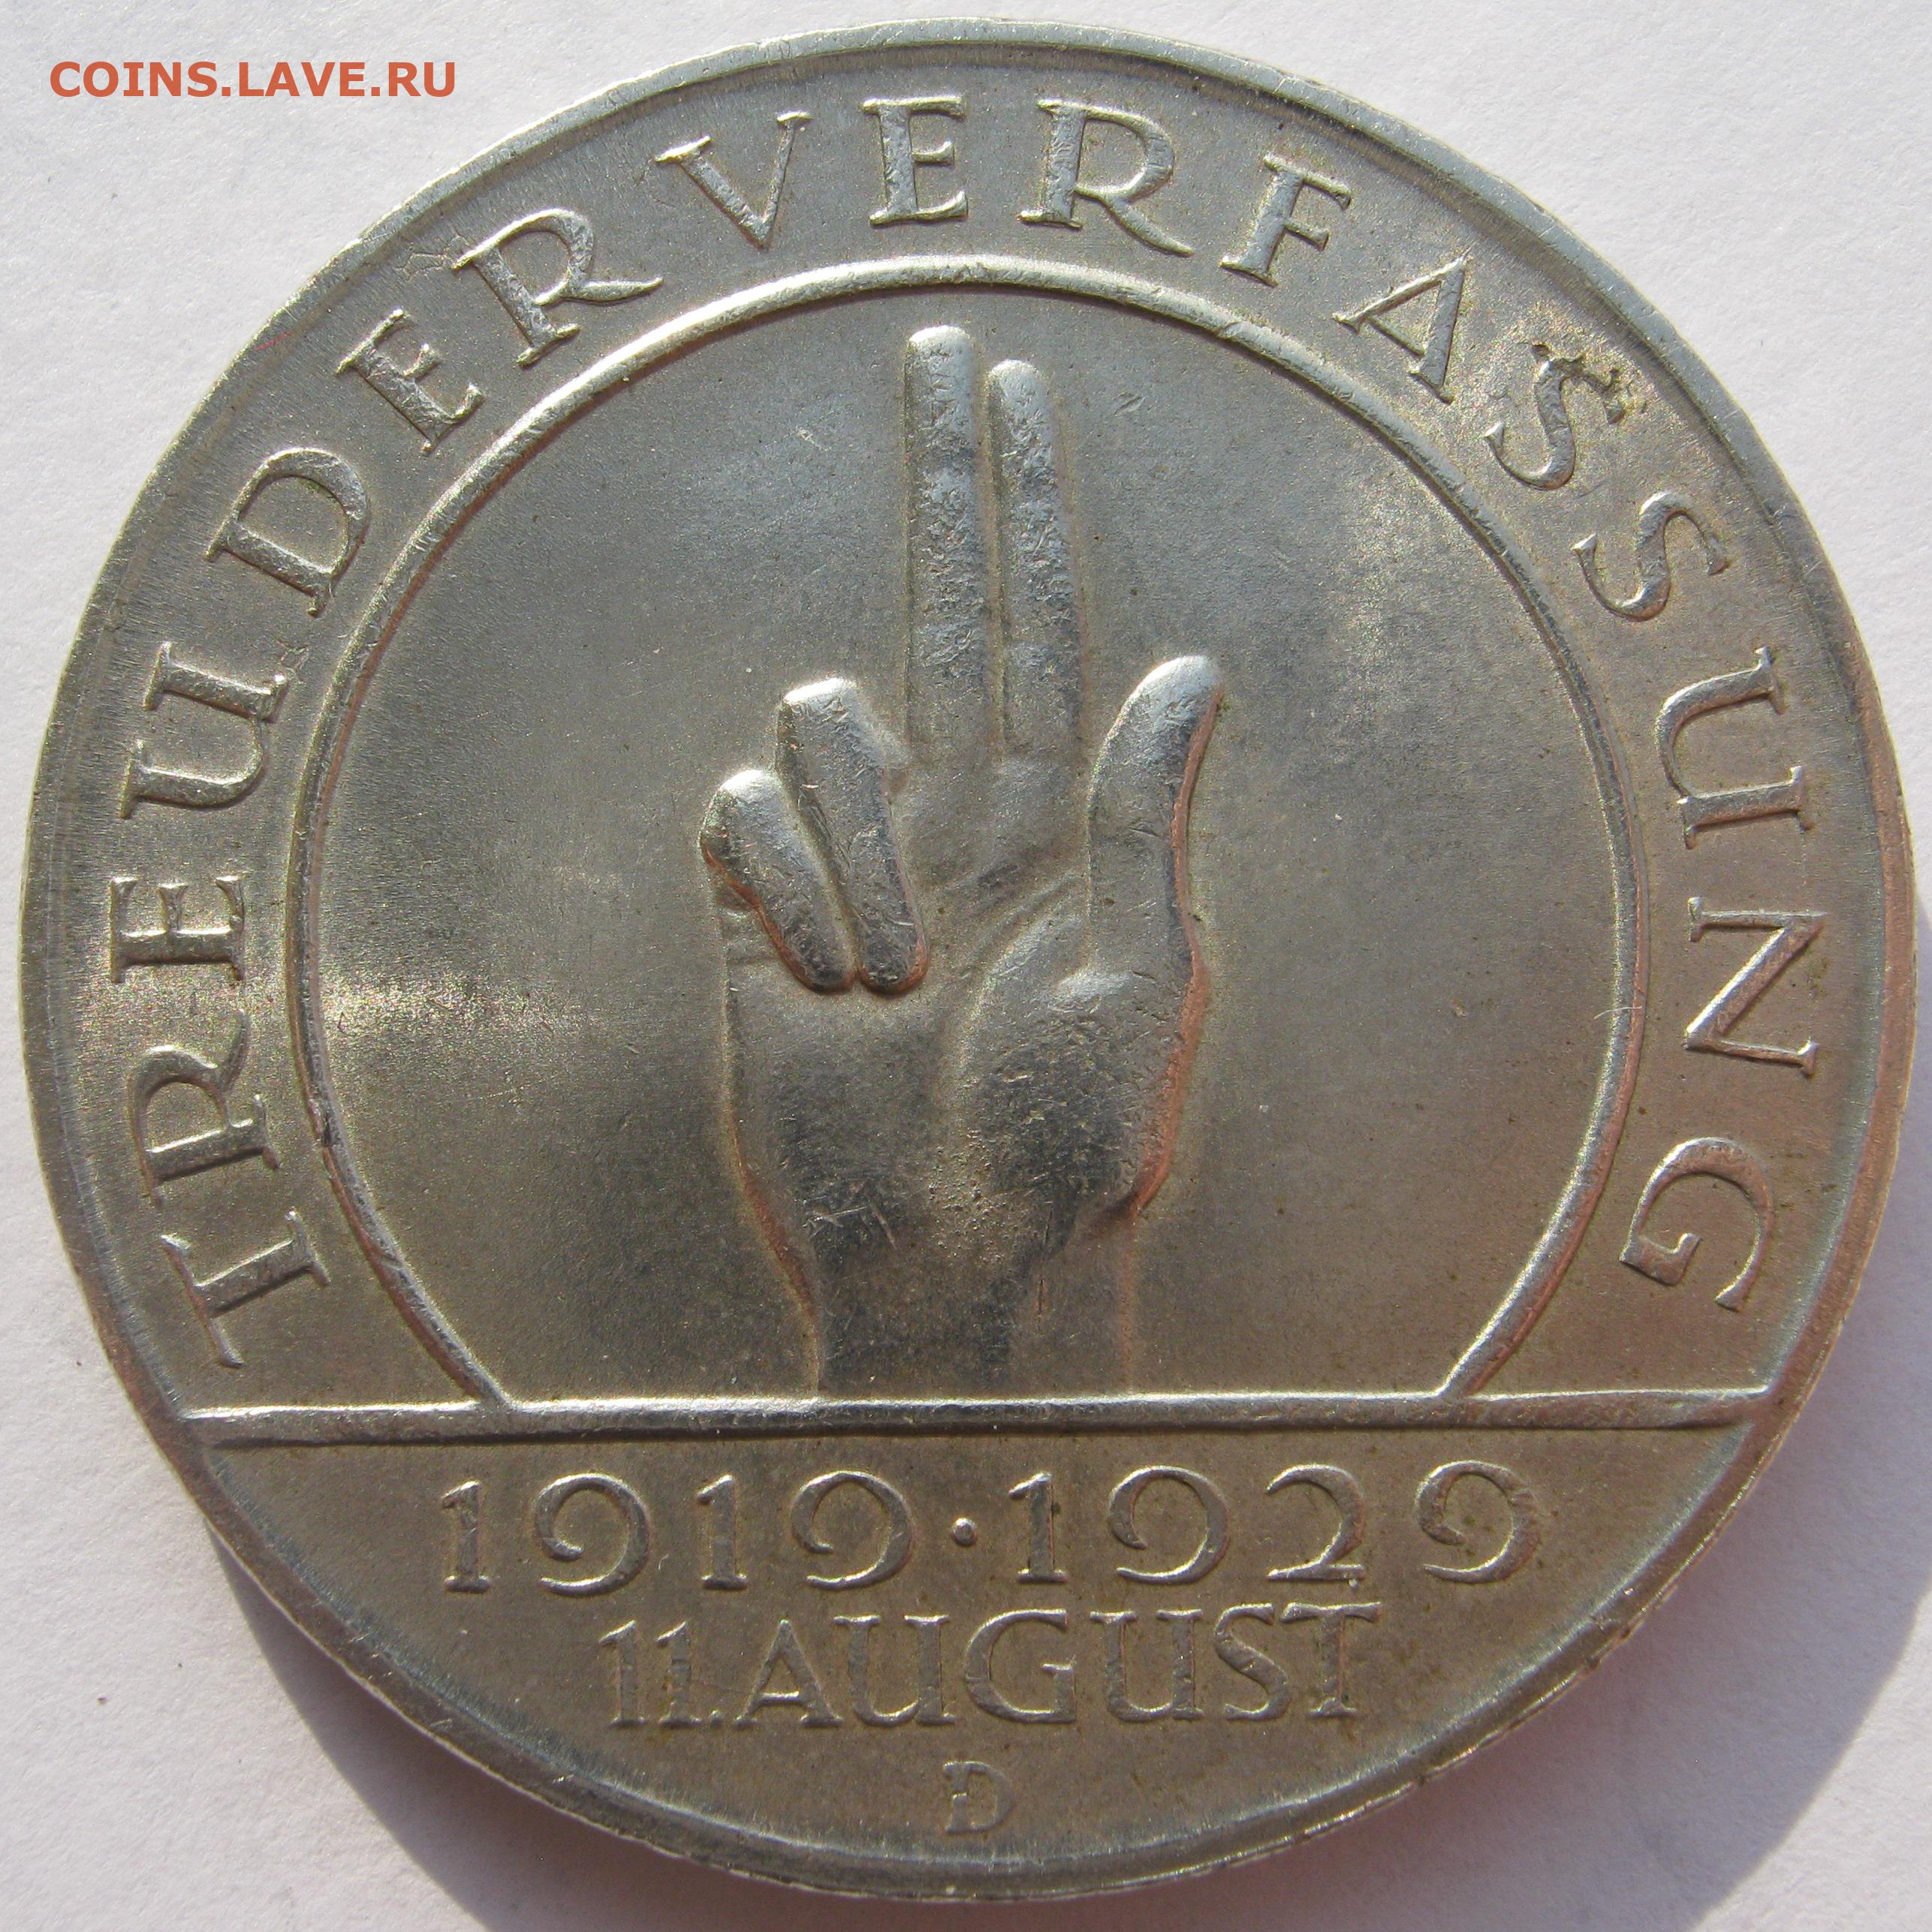 COINS.LAVE.RU
TREU DER VERFASSUNG
1919·1929
11.AUGUST
D